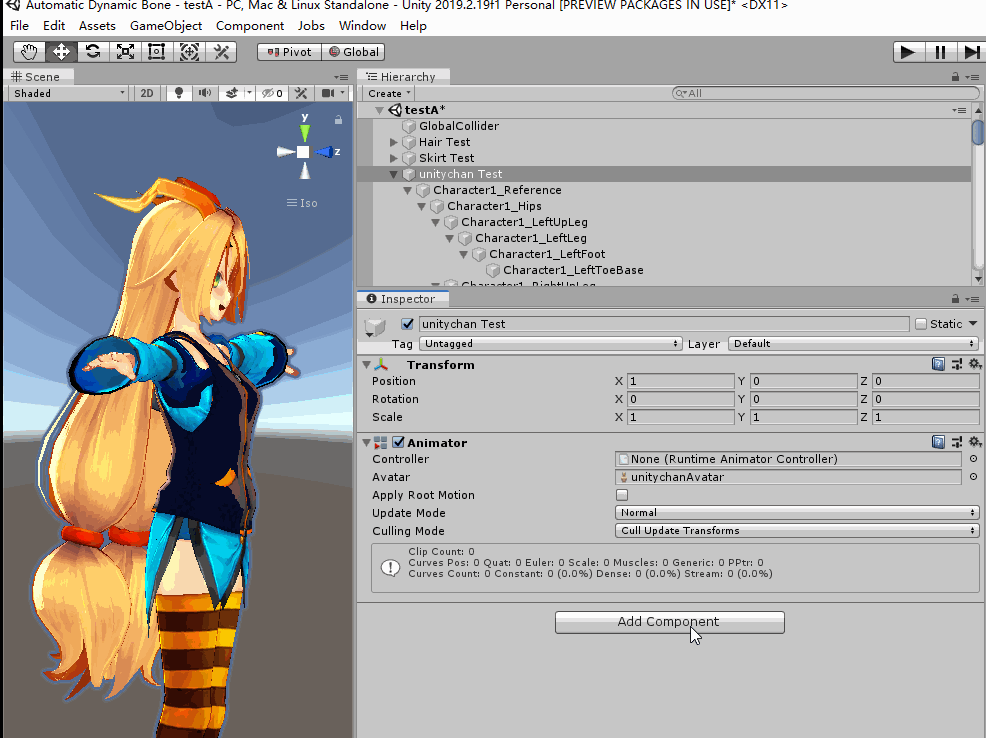 Automatic Dynamic Bone - testA - PC, Mac & Linux Standalone - Unity 2019.2.19f1 Personal [PREVIEW PACKAGES IN USE]* <DX11>
File Edit Assets GameObject Component Jobs Window Help
Pivot Global
Scene
Shaded 2D 0
y
z
Iso
Hierarchy
Create All
testA*
GlobalCollider
Hair Test
Skirt Test
unitychan Test
Character1_Reference
Character1_Hips
Character1_LeftUpLeg
Character1_LeftLeg
Character1_LeftFoot
Character1_LeftToeBase
Character1_RightUpLeg
Inspector
unitychan Test Static
Tag Untagged Layer Default
Transform
Position X 1 Y 0 Z 0
Rotation X 0 Y 0 Z 0
Scale X 1 Y 1 Z 1
Animator
Controller None (Runtime Animator Controller)
Avatar unitychanAvatar
Apply Root Motion
Update Mode Normal
Culling Mode Cull Update Transforms
Clip Count: 0
Curves Pos: 0 Quat: 0 Euler: 0 Scale: 0 Muscles: 0 Generic: 0 PPtr: 0
Curves Count: 0 Constant: 0 (0.0%) Dense: 0 (0.0%) Stream: 0 (0.0%)
Add Component